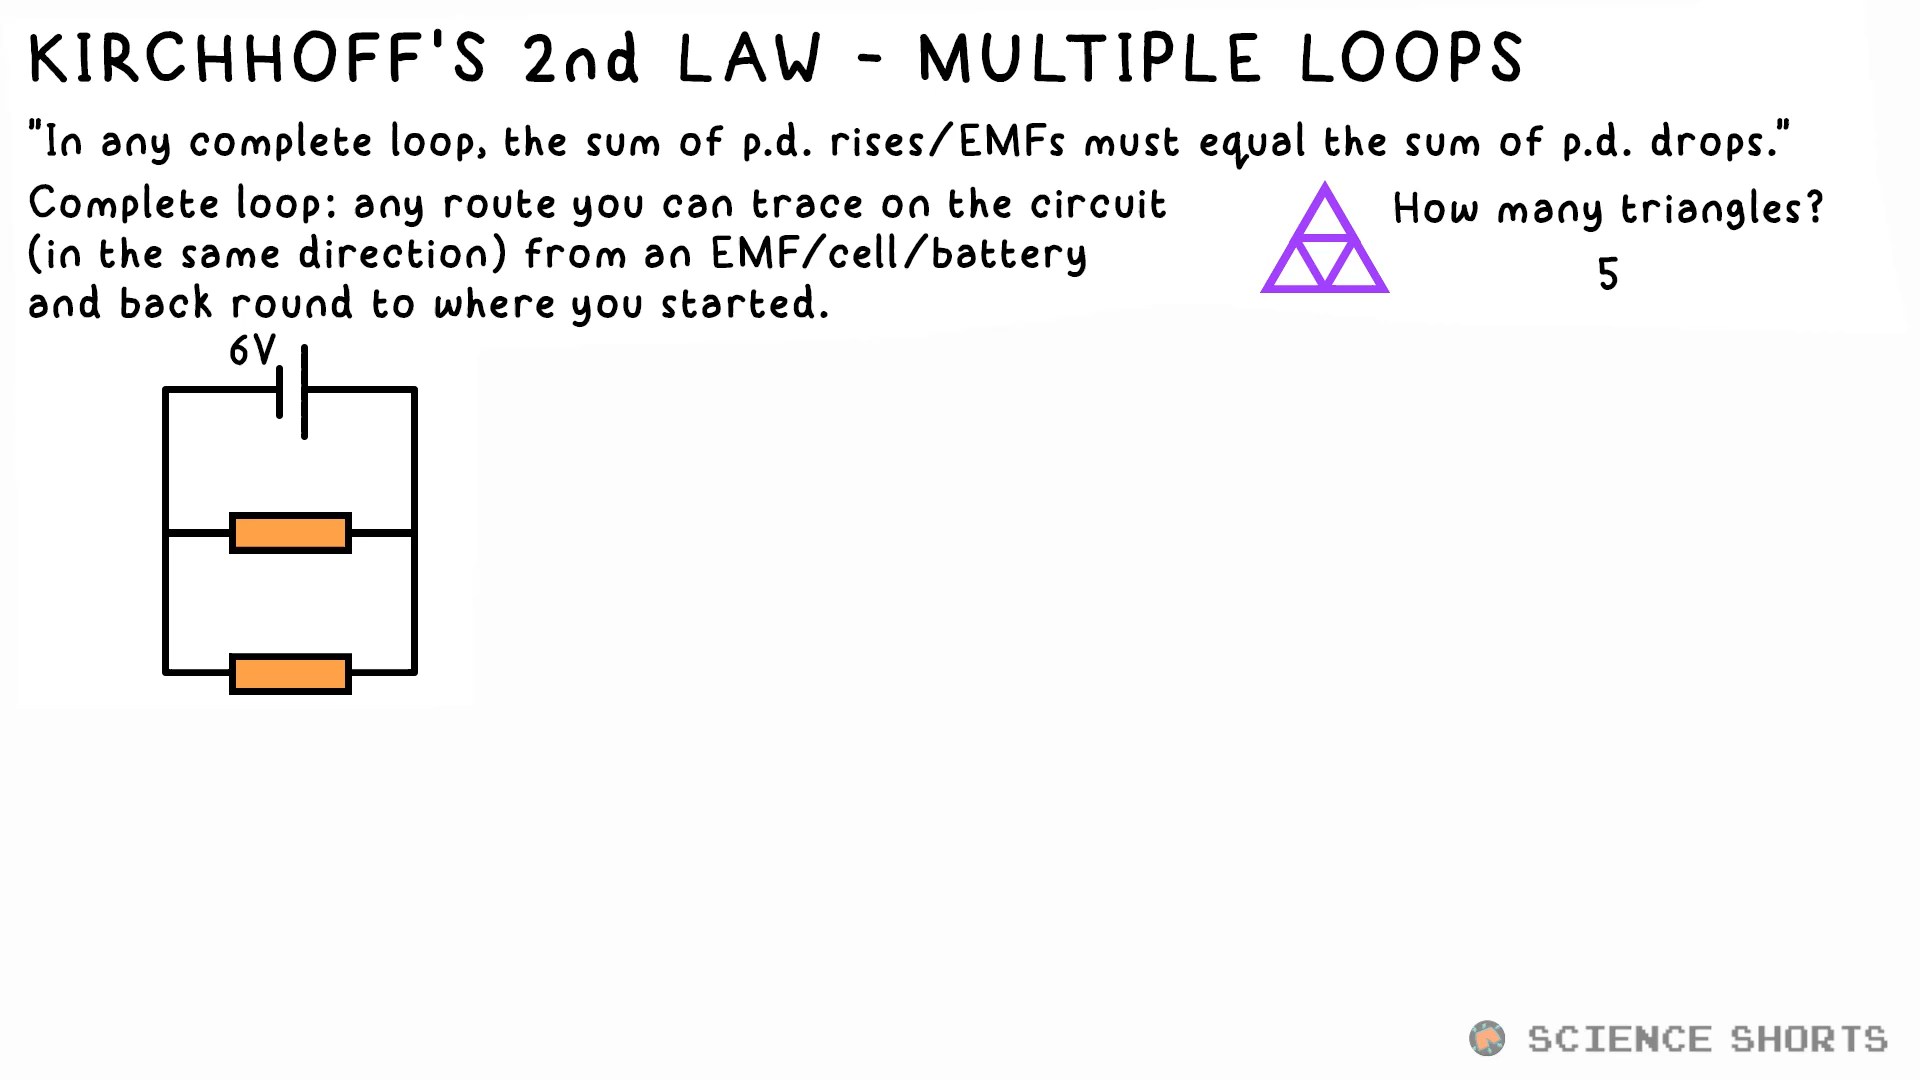 KIRCHHOFF'S 2nd LAW - MULTIPLE LOOPS
"In any complete loop, the sum of p.d. rises/EMFs must equal the sum of p.d. drops."
Complete loop: any route you can trace on the circuit
(in the same direction) from an EMF/cell/battery
and back round to where you started.
How many triangles?
5
6V
SCIENCE SHORTS